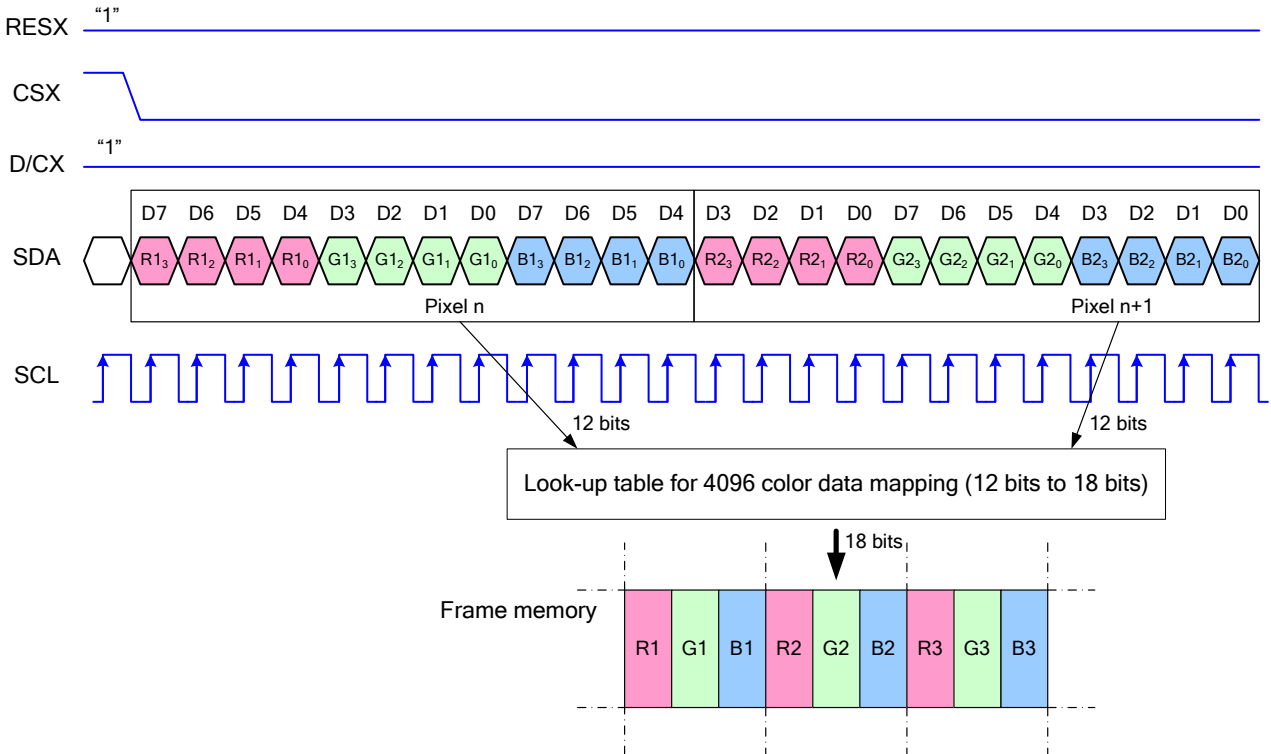 “1”
RESX
CSX
“1”
D/CX
D7 D6 D5 D4 D3 D2 D1 D0 D7 D6 D5 D4 D3 D2 D1 D0 D7 D6 D5 D4 D3 D2 D1 D0
SDA R1₃ R1₂ R1₁ R1₀ G1₃ G1₂ G1₁ G1₀ B1₃ B1₂ B1₁ B1₀ R2₃ R2₂ R2₁ R2₀ G2₃ G2₂ G2₁ G2₀ B2₃ B2₂ B2₁ B2₀
Pixel n Pixel n+1
SCL
12 bits 12 bits
Look-up table for 4096 color data mapping (12 bits to 18 bits)
18 bits
Frame memory
R1 G1 B1 R2 G2 B2 R3 G3 B3